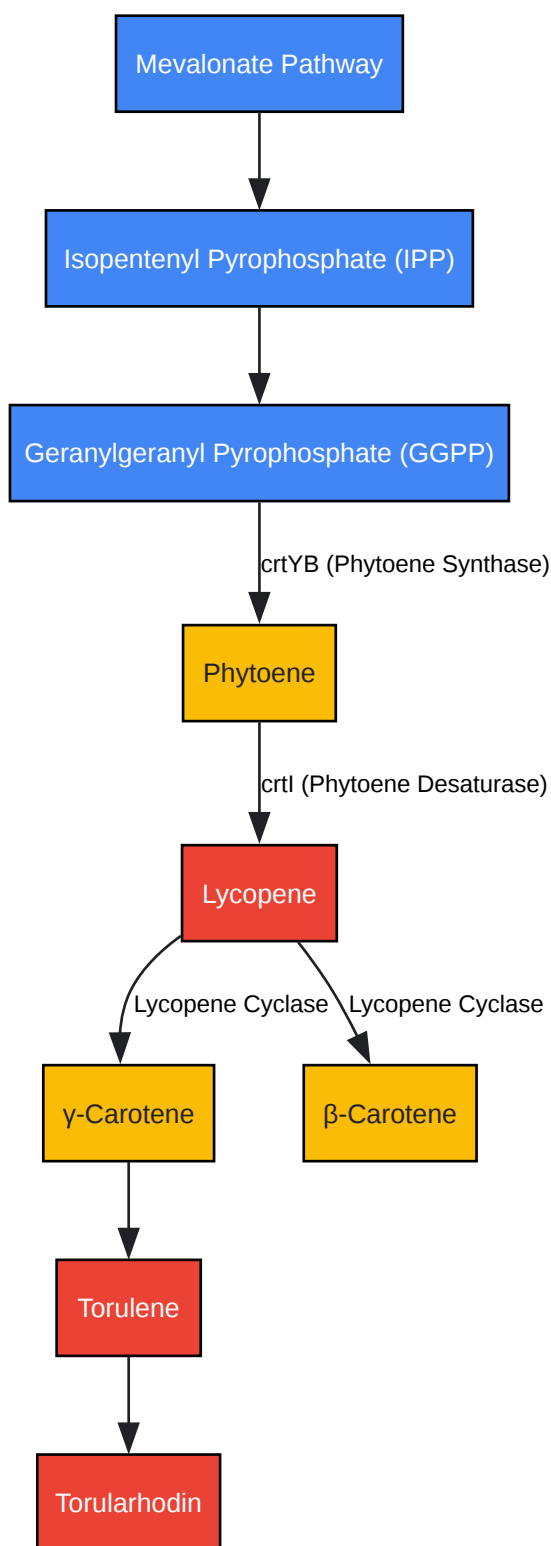 Mevalonate Pathway
Isopentenyl Pyrophosphate (IPP)
Geranylgeranyl Pyrophosphate (GGPP)
crtYB (Phytoene Synthase)
Phytoene
crtI (Phytoene Desaturase)
Lycopene
Lycopene Cyclase
Lycopene Cyclase
γ-Carotene
β-Carotene
Torulene
Torularhodin